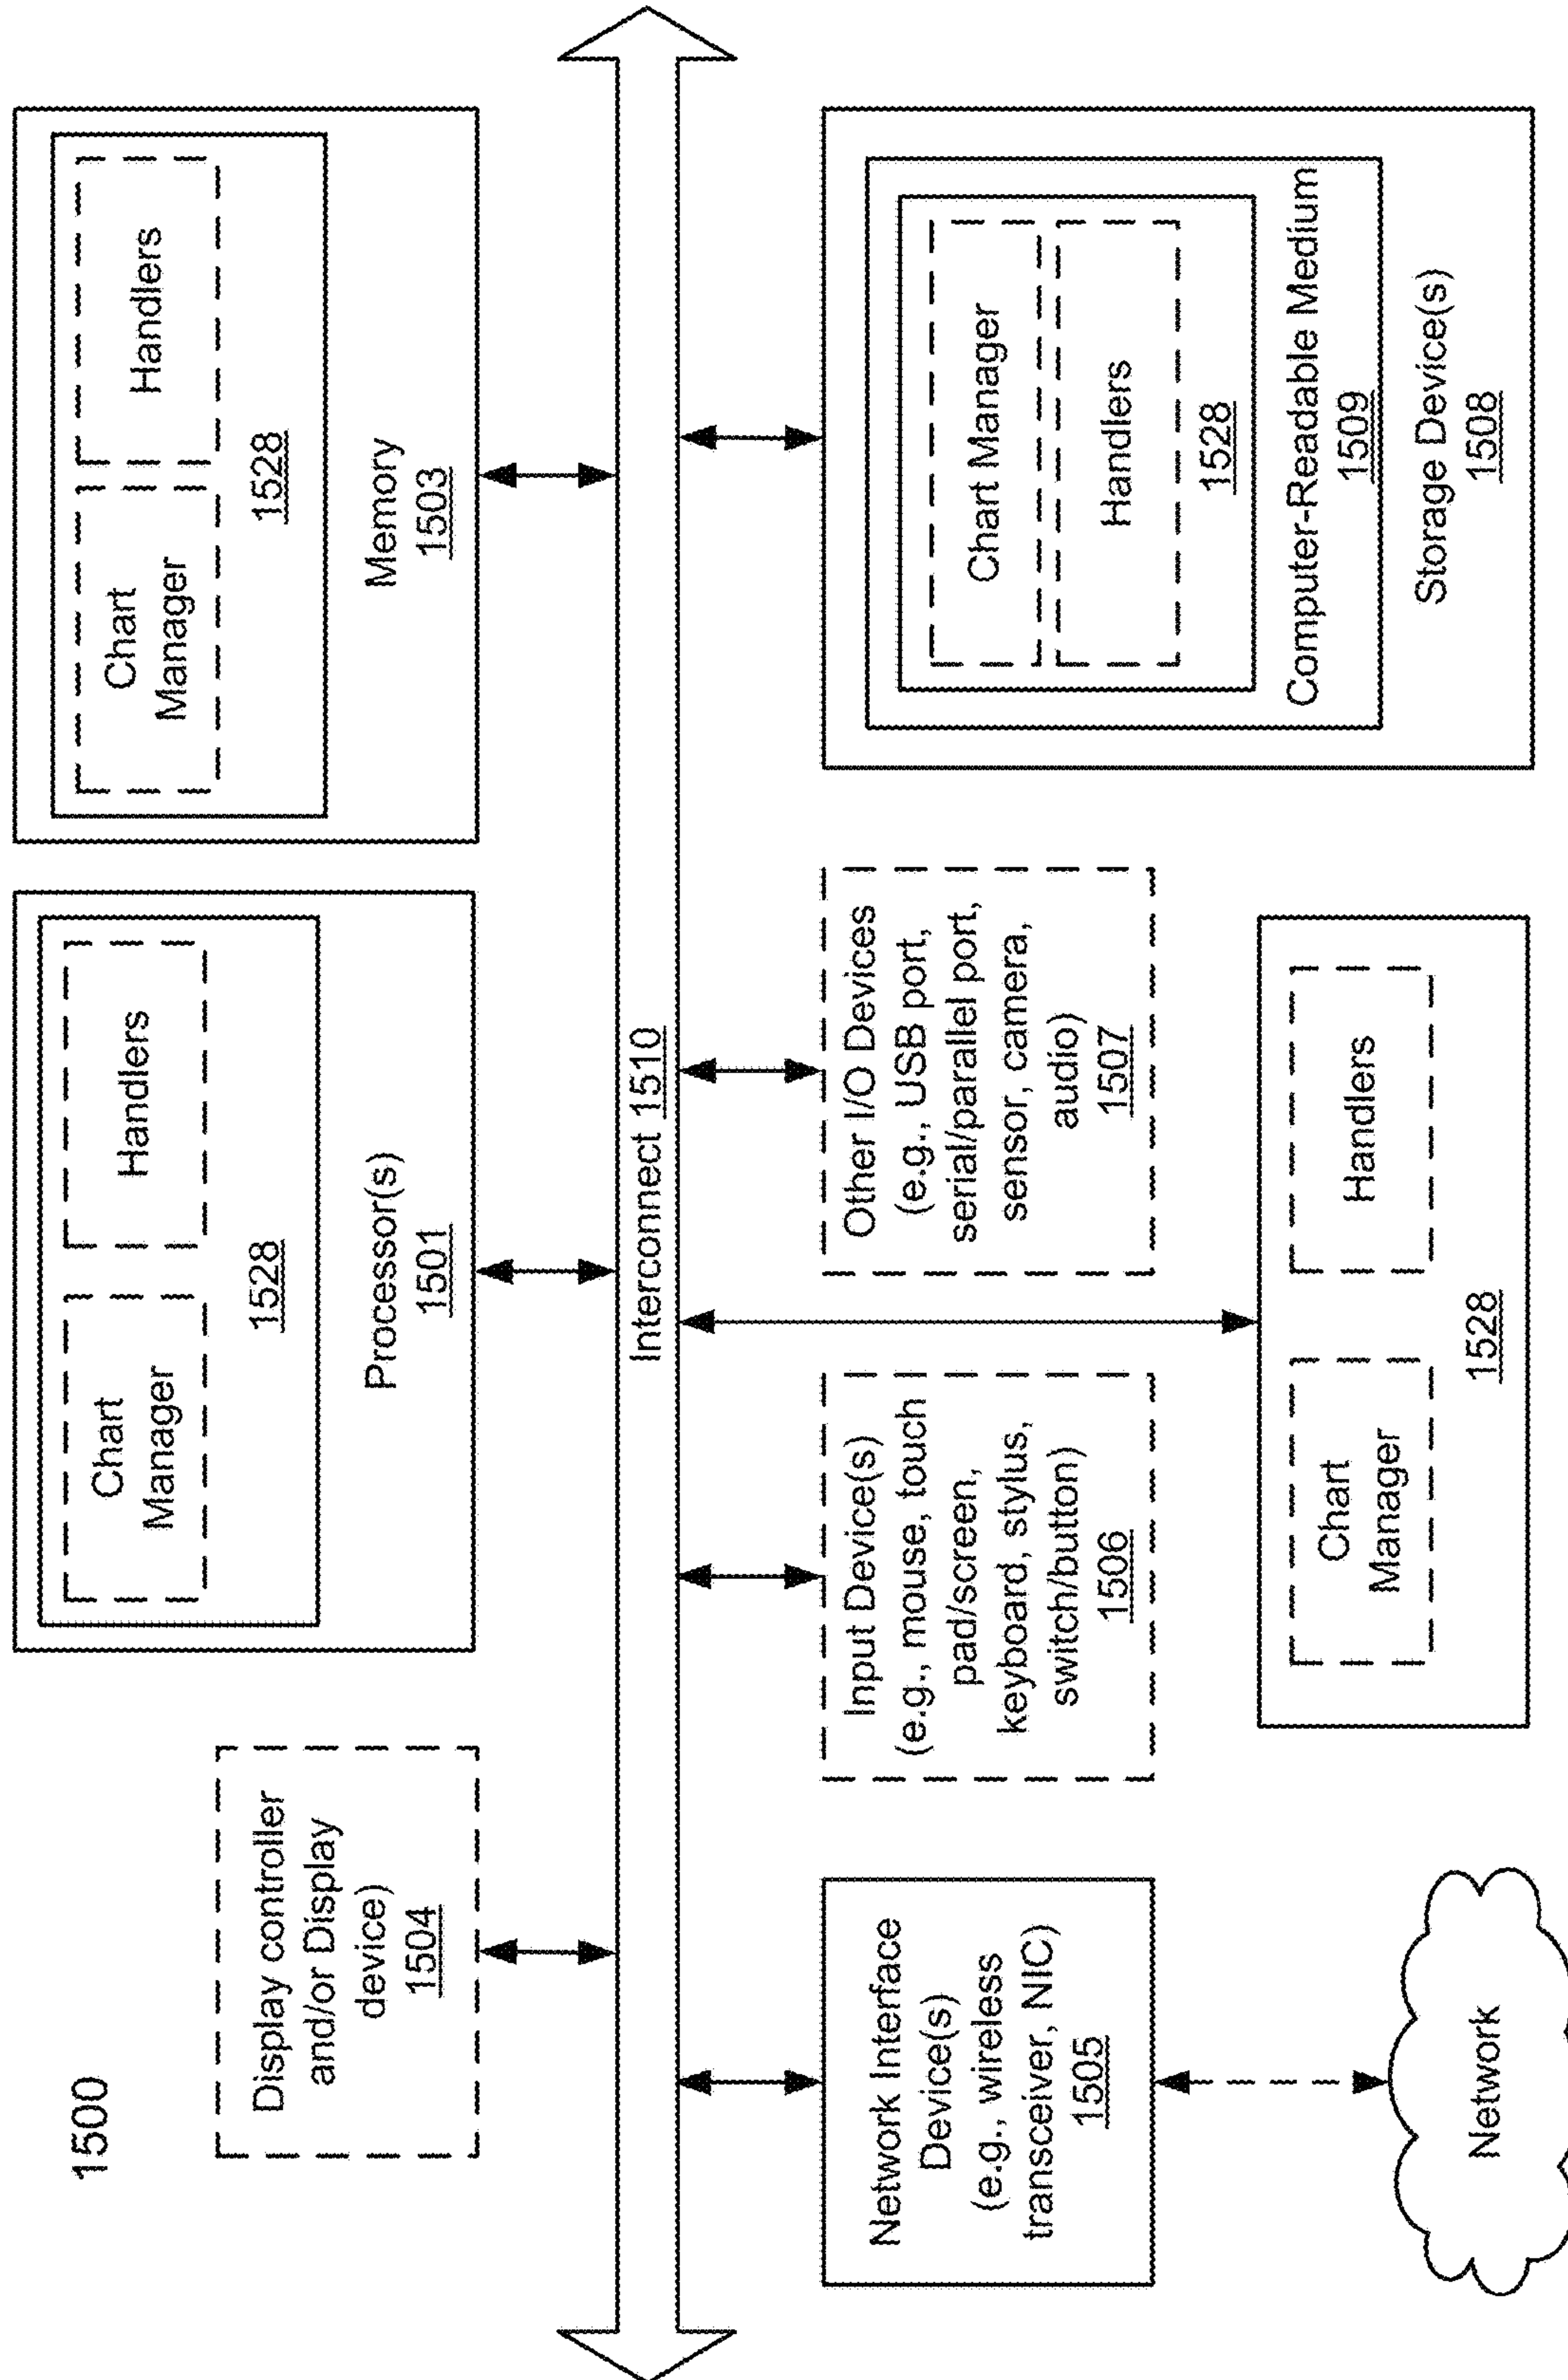 1500
Display controller
and/or Display
device)
1504
Chart
Manager
Handlers
1528
Processor(s)
1501
Chart
Manager
Handlers
1528
Memory
1503
Interconnect 1510
Network Interface
Device(s)
(e.g., wireless
transceiver, NIC)
1505
Input Device(s)
(e.g., mouse, touch
pad/screen,
keyboard, stylus,
switch/button)
1506
Other I/O Devices
(e.g., USB port,
serial/parallel port,
sensor, camera,
audio)
1507
Chart Manager
Handlers
1528
Computer-Readable Medium
1509
Storage Device(s)
1508
Network
Chart
Manager
Handlers
1528